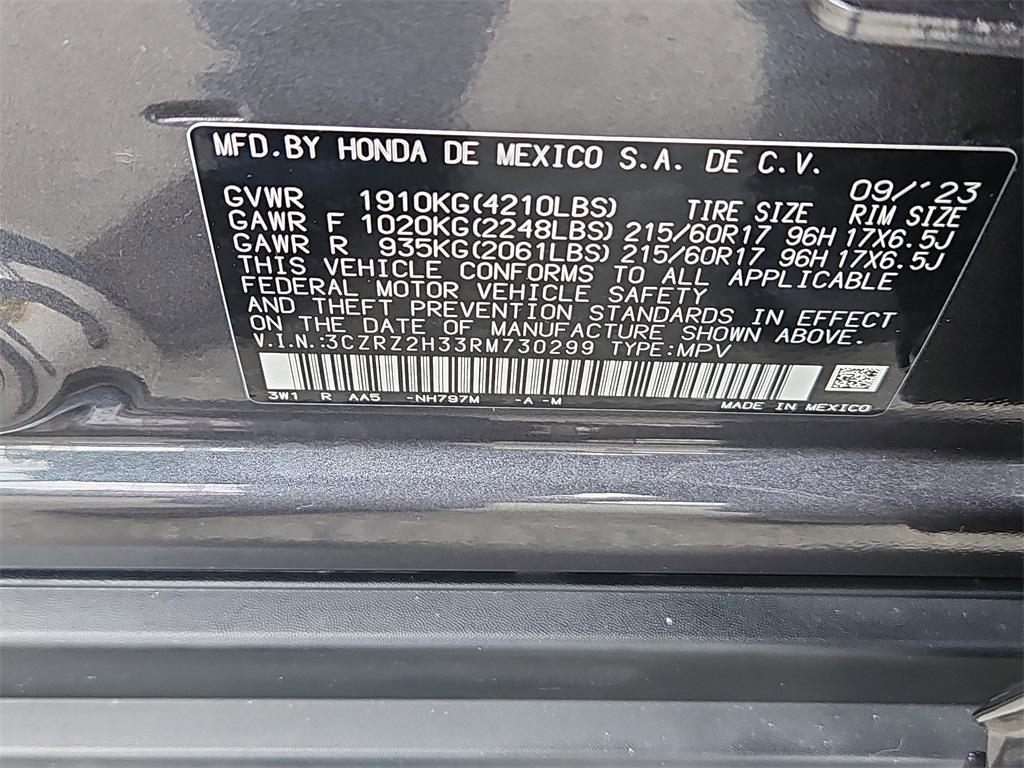 MFD.BY HONDA DE MEXICO S.A. DE C.V.
09/'23
GVWR 1910KG(4210LBS) TIRE SIZE RIM SIZE
GAWR F 1020KG(2248LBS) 215/60R17 96H 17X6.5J
GAWR R 935KG(2061LBS) 215/60R17 96H 17X6.5J
THIS VEHICLE CONFORMS TO ALL APPLICABLE
FEDERAL MOTOR VEHICLE SAFETY
AND THEFT PREVENTION STANDARDS IN EFFECT
ON THE DATE OF MANUFACTURE SHOWN ABOVE.
V.I.N.:3CZRZ2H33RM730299 TYPE:MPV
3W1 R AA5 -NH797M -A -M MADE IN MEXICO